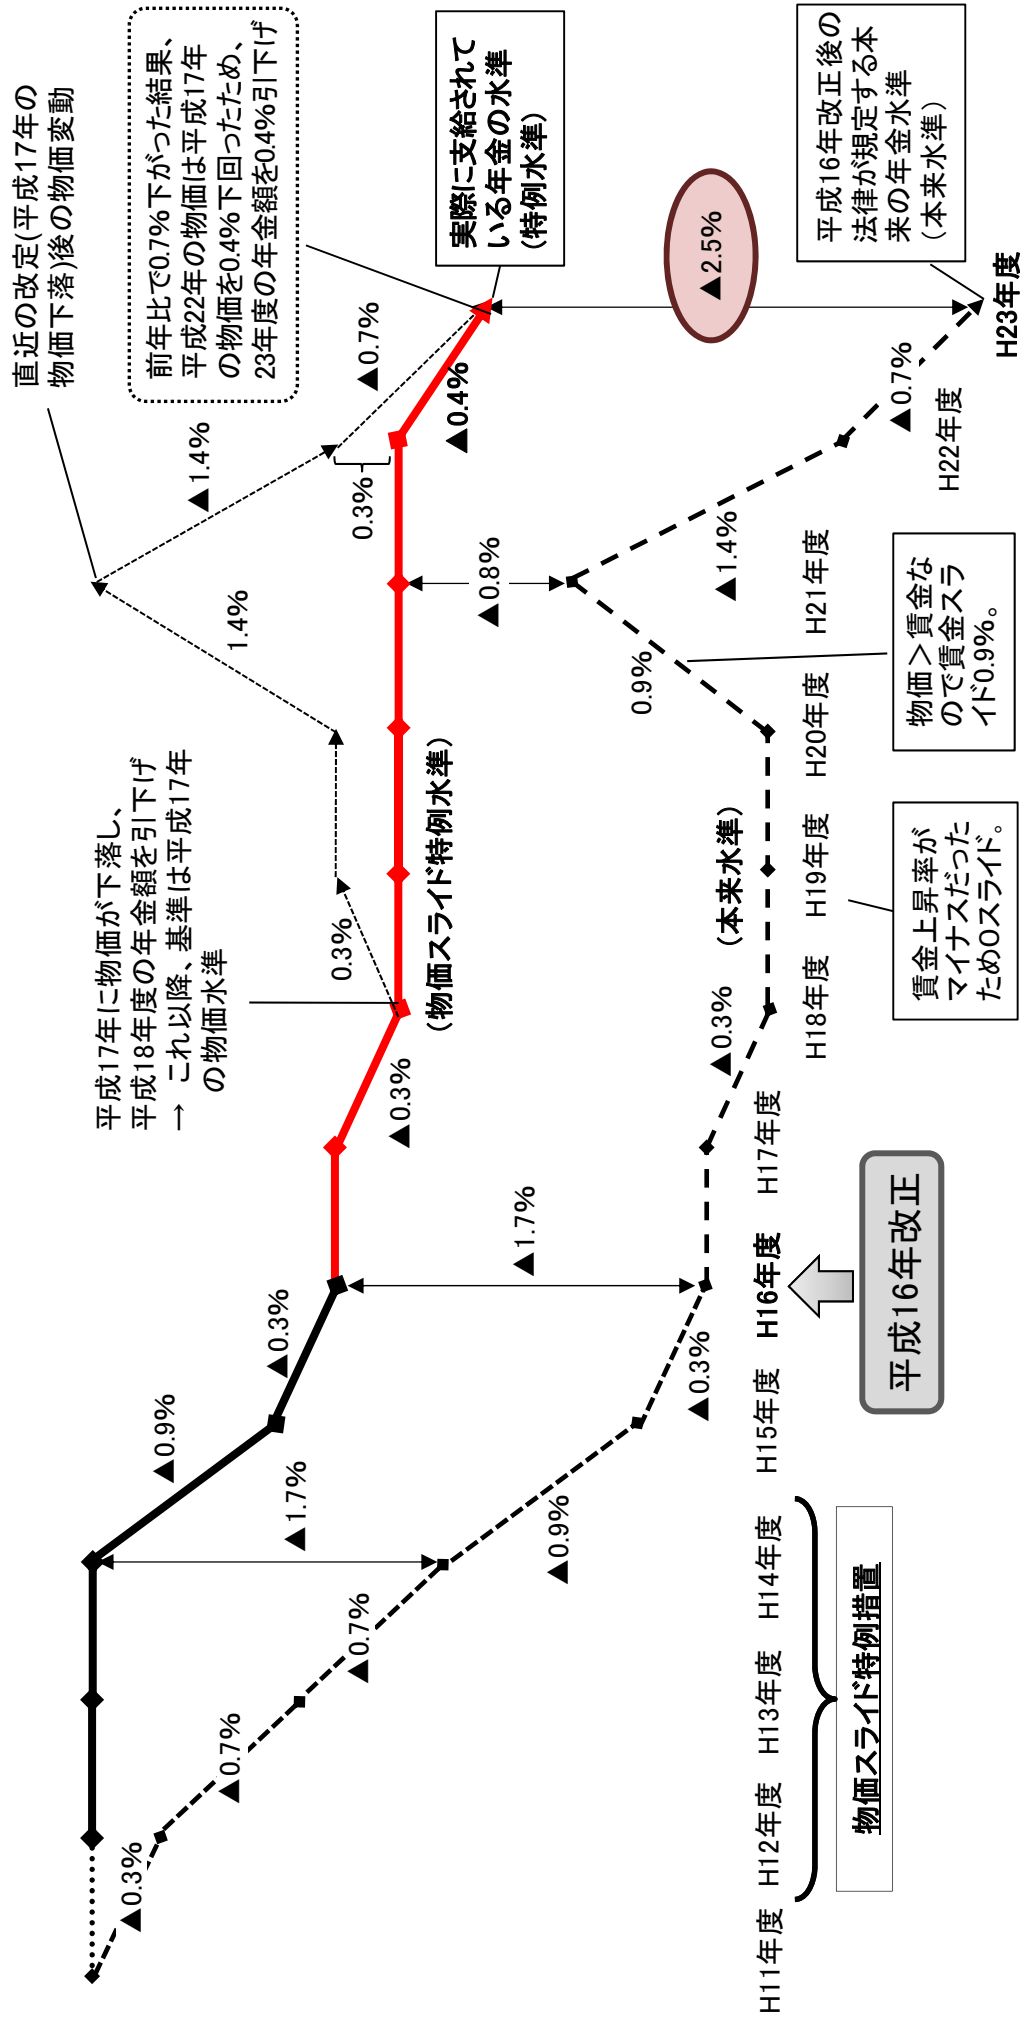 直近の改定(平成17年の
物価下落)後の物価変動
前年比で0.7%下がった結果、
平成22年の物価は平成17年
の物価を0.4%下回ったため、
23年度の年金額を0.4%引下げ
平成17年に物価が下落し、
平成18年度の年金額を引下げ
→ これ以降、基準は平成17年
の物価水準
▲0.3%
▲0.7%
▲0.7%
▲1.7%
▲0.9%
▲0.9%
▲0.3%
▲0.3%
▲1.7%
▲0.3%
▲0.3%
0.3%
1.4%
▲1.4%
0.3%
▲0.7%
▲0.4%
(物価スライド特例水準)
実際に支給されて
いる年金の水準
(特例水準)
▲0.8%
0.9%
▲1.4%
▲0.7%
▲2.5%
(本来水準)
平成16年改正後の
法律が規定する本
来の年金水準
(本来水準)
H11年度
H12年度
H13年度
H14年度
H15年度
H16年度
H17年度
H18年度
H19年度
H20年度
H21年度
H22年度
H23年度
物価スライド特例措置
平成16年改正
賃金上昇率が
マイナスだった
ため0スライド。
物価＞賃金な
ので賃金スラ
イド0.9%。